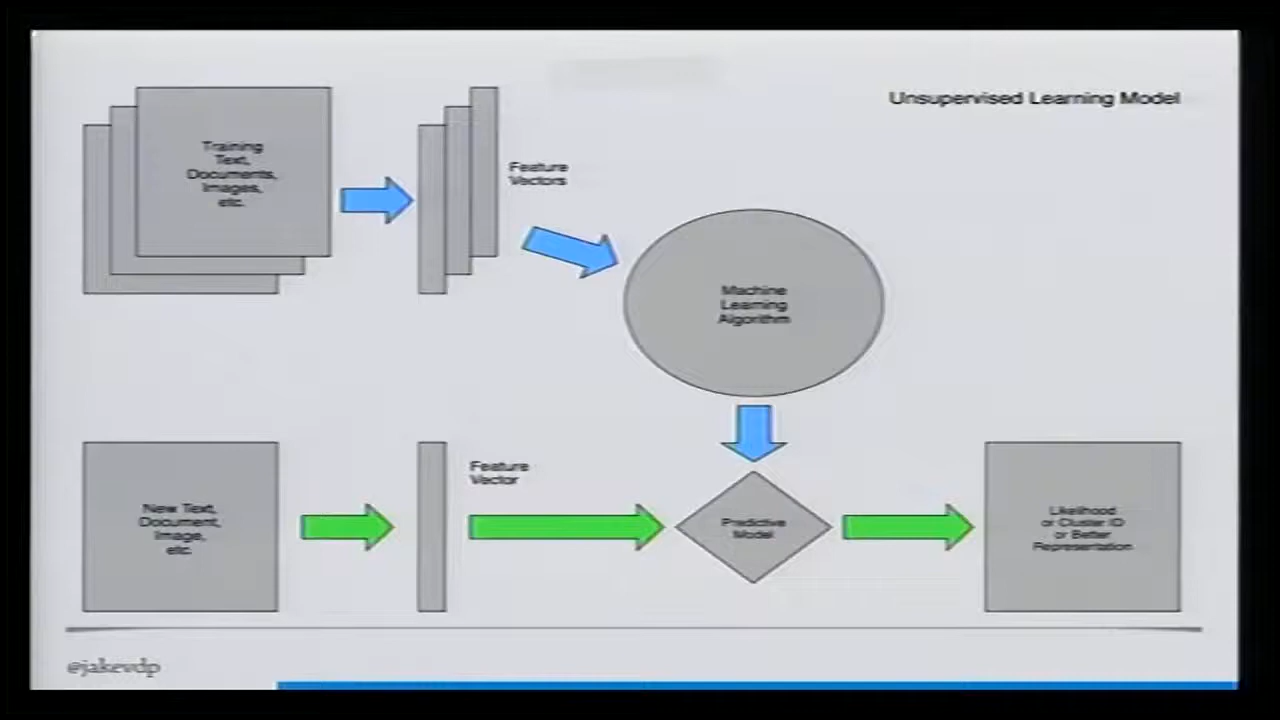 Unsupervised Learning Model
Training
Text,
Documents,
Images,
etc.
Feature
Vectors
Machine
Learning
Algorithm
New Text,
Document,
Image,
etc.
Feature
Vector
Predictive
Model
Likelihood
or Cluster ID
or Better
Representation
@jakevdp